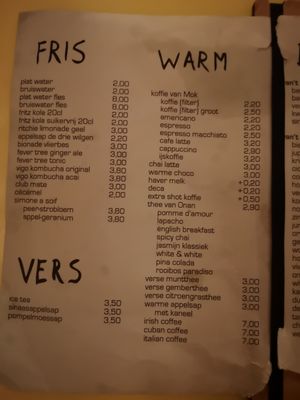 FRIS
plat water 2,00
bruiswater 2,00
plat water fles 8,00
bruiswater fles 8,00
fritz kola 20cl 2,00
fritz kola suikervrij 20cl 2,00
ritchie limonade geel 3,00
appelsap de drie wilgen 2,20
bionade vlierbes 3,00
fever tree ginger ale 3,00
fever tree tonic 3,00
vigo kombucha original 3,80
vigo kombucha acai 3,80
club mate 3,00
cécémel 2,00
simone a soif
peer-strobloem 3,80
appel-geranium 3,80
VERS
ice tea 3,50
sinaasappelsap 3,50
pompelmoessap 3,50
WARM
koffie van Mok
koffie (filter) 2,20
koffie (filter) groot 2,50
americano 2,20
espresso 2,20
espresso macchiato 2,50
cafe latte 3,20
cappuccino 2,80
ijskoffie 3,20
chai latte 3,00
warme choco 3,00
haver melk +0,20
deca +0,20
extra shot koffie +0,50
thee van Onan 2,90
pomme d'amour
lapacho
english breakfast
spicy chai
jasmijn klassiek
white & white
pina colada
rooibos paradiso
verse muntthee 3,00
verse gemberthee 3,00
verse citroengrasthee 3,00
warme appelsap 3,00
met kaneel
irish coffee 7,00
cuban coffee 7,00
italian coffee 7,00